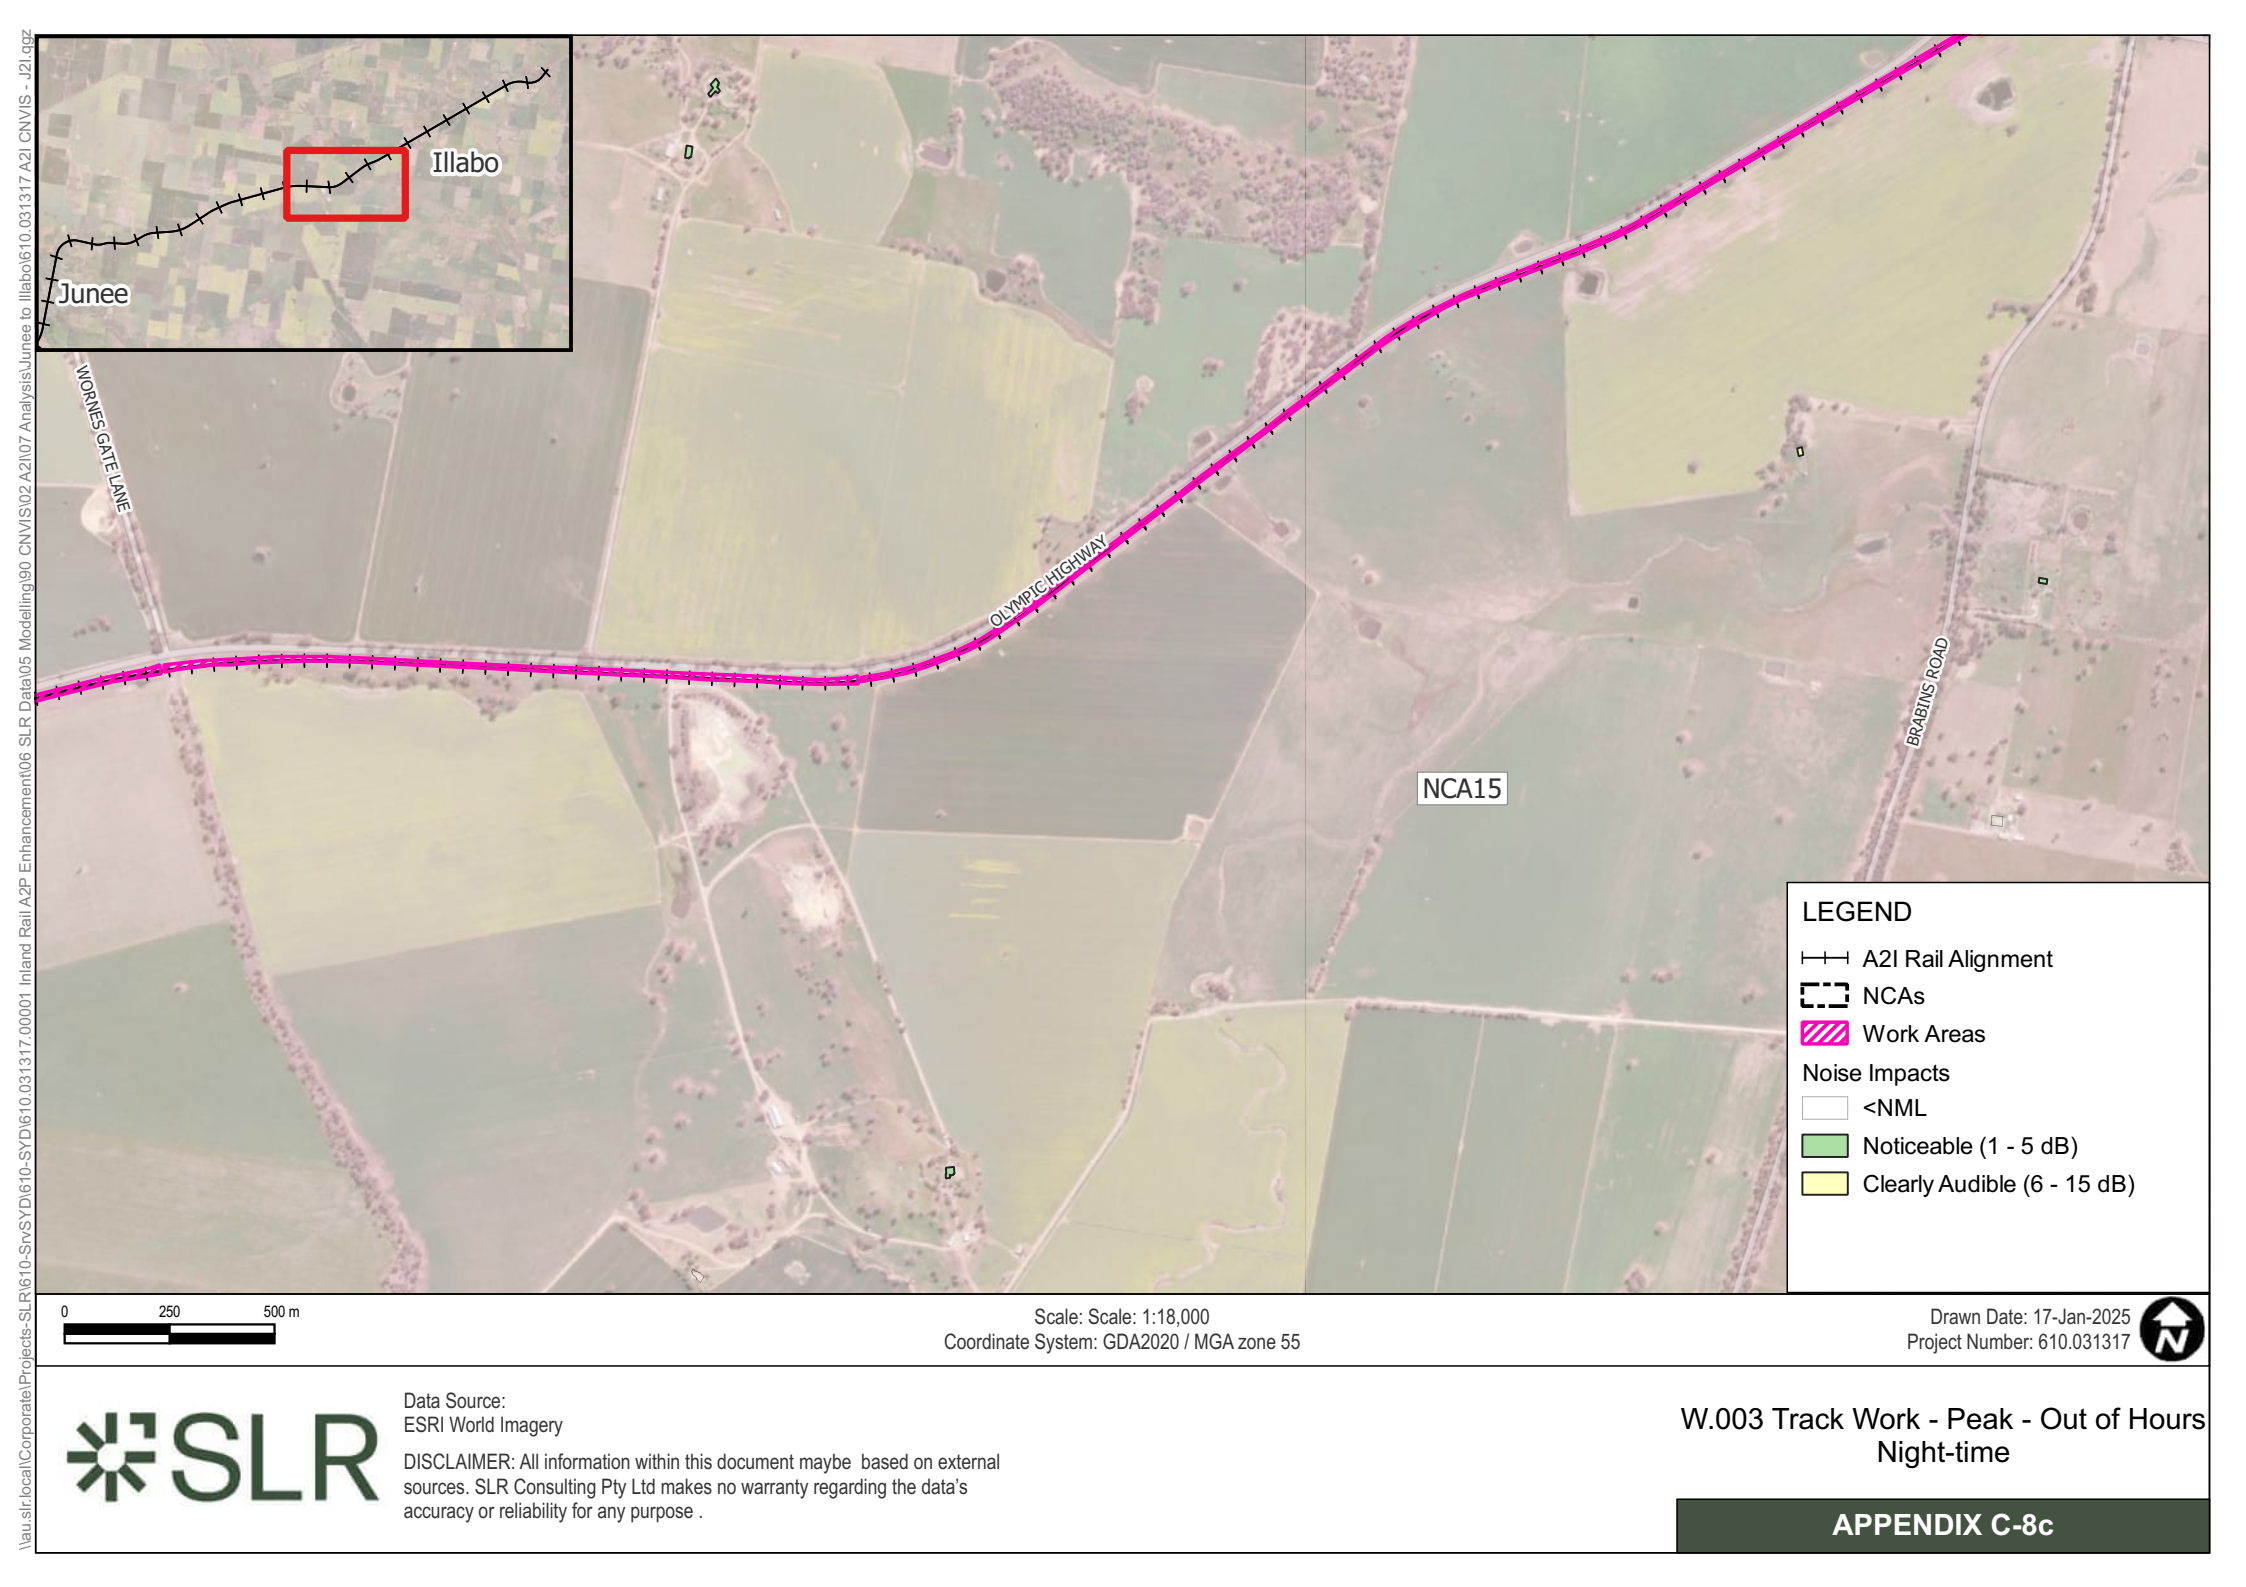 \\au.slr.local\Corporate\Projects-SLR\610-SrvSYD\610-SYD\610.031317.00001 Inland Rail A2P Enhancement\06 SLR Data\05 Modelling\90 CNVIS\02 A2I\07 Analysis\Junee to Illabo\610.031317 A2I CNVIS - J2I.qgz
Illabo
Junee
WORNES GATE LANE
OLYMPIC HIGHWAY
BRABINS ROAD
NCA15
LEGEND
A2I Rail Alignment
NCAs
Work Areas
Noise Impacts
<NML
Noticeable (1 - 5 dB)
Clearly Audible (6 - 15 dB)
0 250 500 m
Scale: Scale: 1:18,000
Coordinate System: GDA2020 / MGA zone 55
Drawn Date: 17-Jan-2025
Project Number: 610.031317
N
SLR
Data Source:
ESRI World Imagery
DISCLAIMER: All information within this document maybe based on external
sources. SLR Consulting Pty Ltd makes no warranty regarding the data's
accuracy or reliability for any purpose .
W.003 Track Work - Peak - Out of Hours
Night-time
APPENDIX C-8c